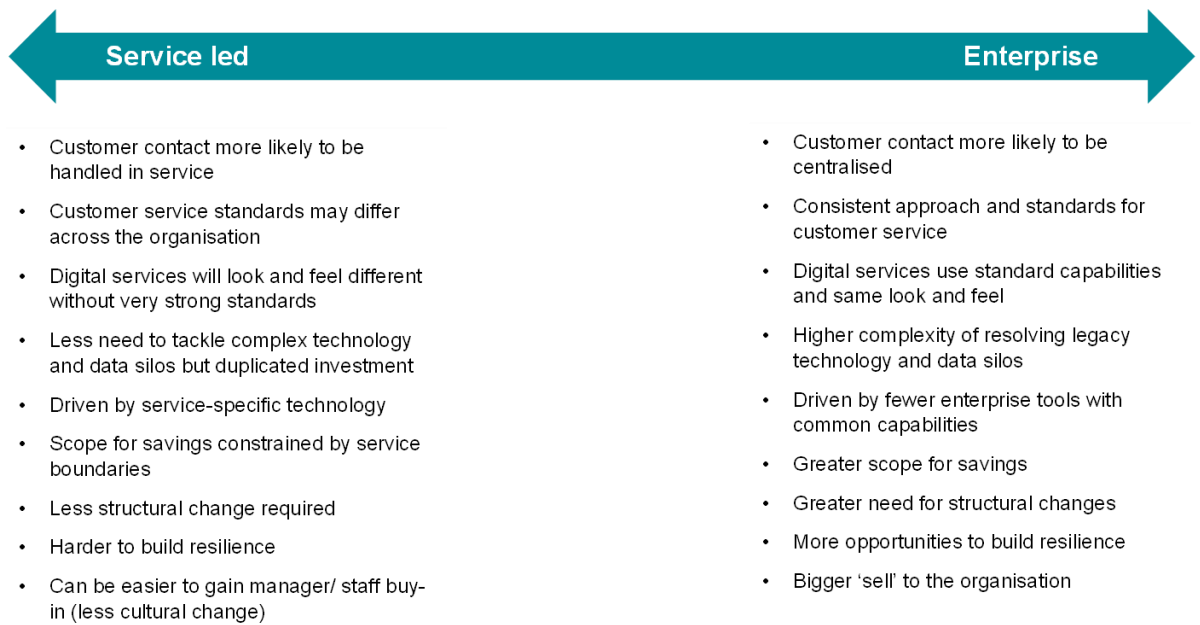 Service led
Enterprise
• Customer contact more likely to be
handled in service
• Customer service standards may differ
across the organisation
• Digital services will look and feel different
without very strong standards
• Less need to tackle complex technology
and data silos but duplicated investment
• Driven by service-specific technology
• Scope for savings constrained by service
boundaries
• Less structural change required
• Harder to build resilience
• Can be easier to gain manager/ staff buy-
in (less cultural change)
• Customer contact more likely to be
centralised
• Consistent approach and standards for
customer service
• Digital services use standard capabilities
and same look and feel
• Higher complexity of resolving legacy
technology and data silos
• Driven by fewer enterprise tools with
common capabilities
• Greater scope for savings
• Greater need for structural changes
• More opportunities to build resilience
• Bigger ‘sell’ to the organisation